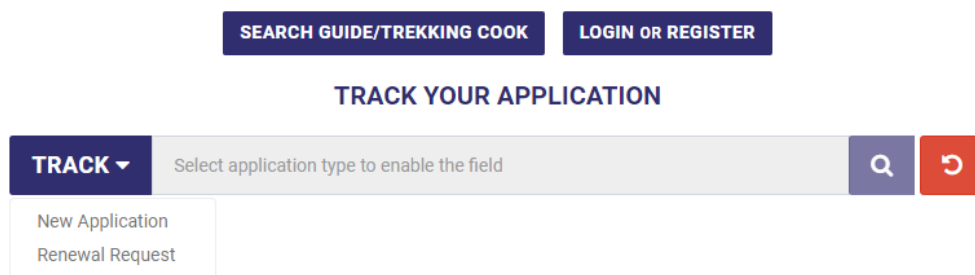 SEARCH GUIDE/TREKKING COOK
LOGIN OR REGISTER
TRACK YOUR APPLICATION
TRACK
Select application type to enable the field
New Application
Renewal Request